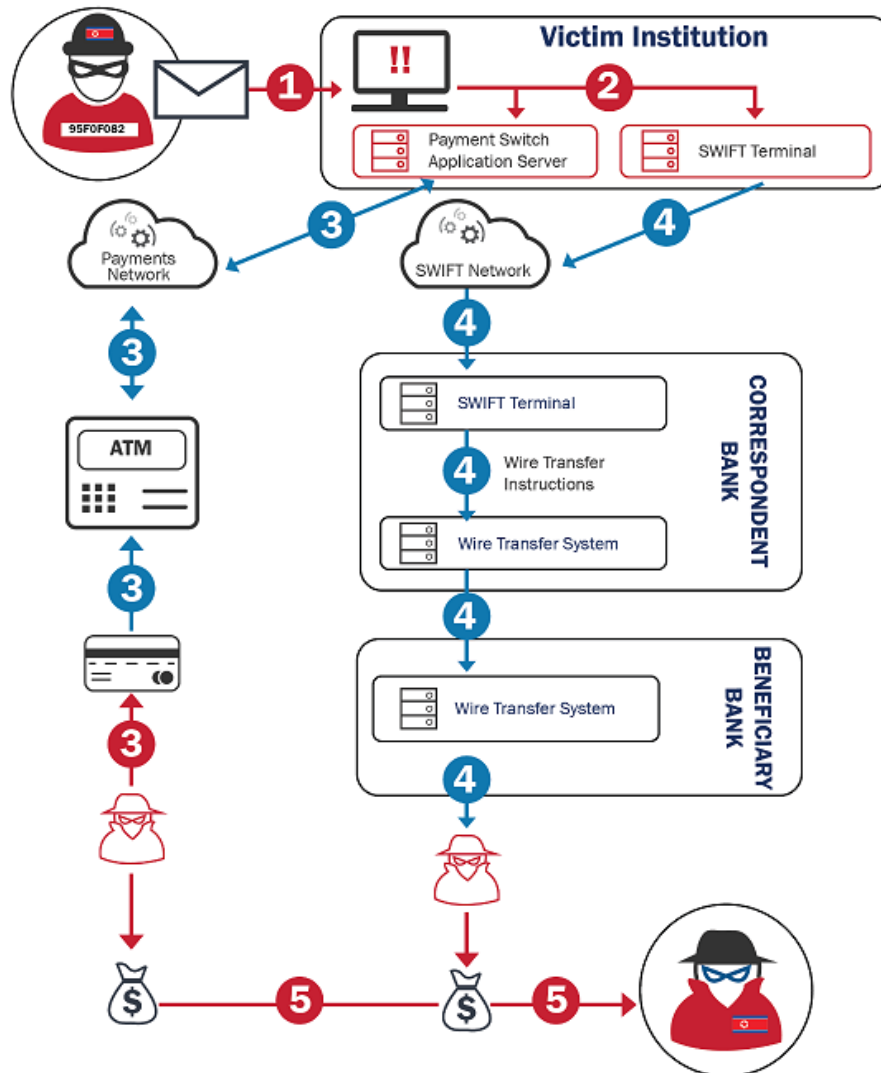 Victim Institution
!!
1
2
95F0F082
Payment Switch
Application Server
SWIFT Terminal
3
4
Payments
Network
SWIFT Network
4
3
SWIFT Terminal
ATM
4
Wire Transfer
Instructions
CORRESPONDENT
BANK
Wire Transfer System
3
4
Wire Transfer System
BENEFICIARY
BANK
3
4
$
5
$
5